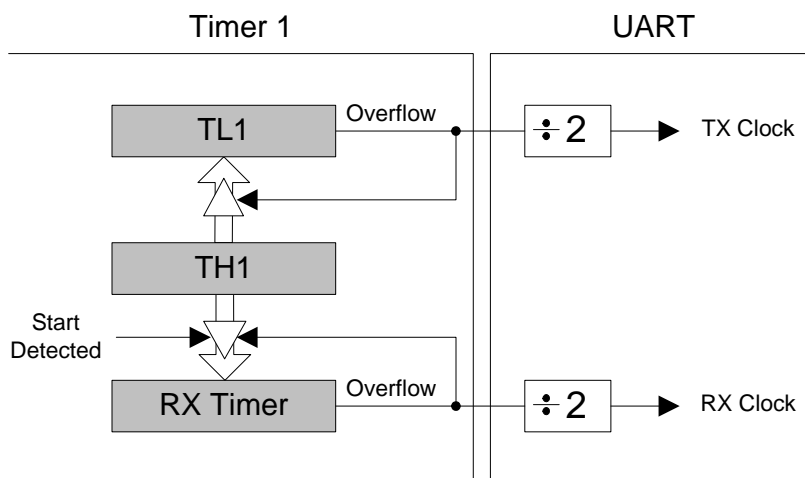 Timer 1
UART
TL1
Overflow
÷2
TX Clock
TH1
Start
Detected
RX Timer
Overflow
÷2
RX Clock